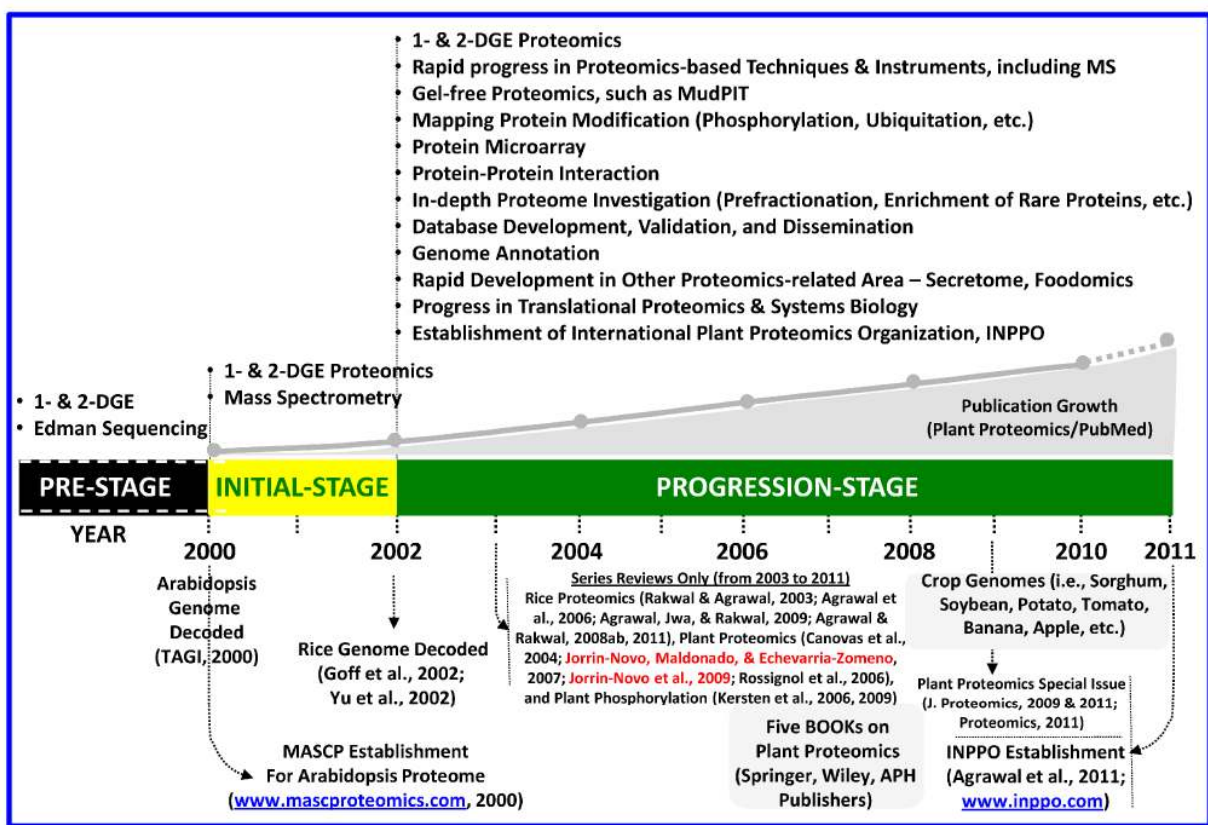 • 1- & 2-DGE Proteomics
• Rapid progress in Proteomics-based Techniques & Instruments, including MS
• Gel-free Proteomics, such as MudPIT
• Mapping Protein Modification (Phosphorylation, Ubiquitation, etc.)
• Protein Microarray
• Protein-Protein Interaction
• In-depth Proteome Investigation (Prefractionation, Enrichment of Rare Proteins, etc.)
• Database Development, Validation, and Dissemination
• Genome Annotation
• Rapid Development in Other Proteomics-related Area – Secretome, Foodomics
• Progress in Translational Proteomics & Systems Biology
• Establishment of International Plant Proteomics Organization, INPPO
• 1- & 2-DGE Proteomics
• Mass Spectrometry
• 1- & 2-DGE
• Edman Sequencing
Publication Growth
(Plant Proteomics/PubMed)
PRE-STAGE
INITIAL-STAGE
PROGRESSION-STAGE
YEAR
2000
2002
2004
2006
2008
2010
2011
Arabidopsis
Genome
Decoded
(TAGI, 2000)
Rice Genome Decoded
(Goff et al., 2002;
Yu et al., 2002)
MASCP Establishment
For Arabidopsis Proteome
(www.mascproteomics.com, 2000)
Series Reviews Only (from 2003 to 2011)
Rice Proteomics (Rakwal & Agrawal, 2003; Agrawal et
al., 2006; Agrawal, Jwa, & Rakwal, 2009; Agrawal &
Rakwal, 2008ab, 2011), Plant Proteomics (Canovas et al.,
2004; Jorrin-Novo, Maldonado, & Echevarria-Zomeno,
2007; Jorrin-Novo et al., 2009; Rossignol et al., 2006),
and Plant Phosphorylation (Kersten et al., 2006, 2009)
Five BOOKs on
Plant Proteomics
(Springer, Wiley, APH
Publishers)
Crop Genomes (i.e., Sorghum,
Soybean, Potato, Tomato,
Banana, Apple, etc.)
Plant Proteomics Special Issue
(J. Proteomics, 2009 & 2011;
Proteomics, 2011)
INPPO Establishment
(Agrawal et al., 2011;
www.inppo.com)